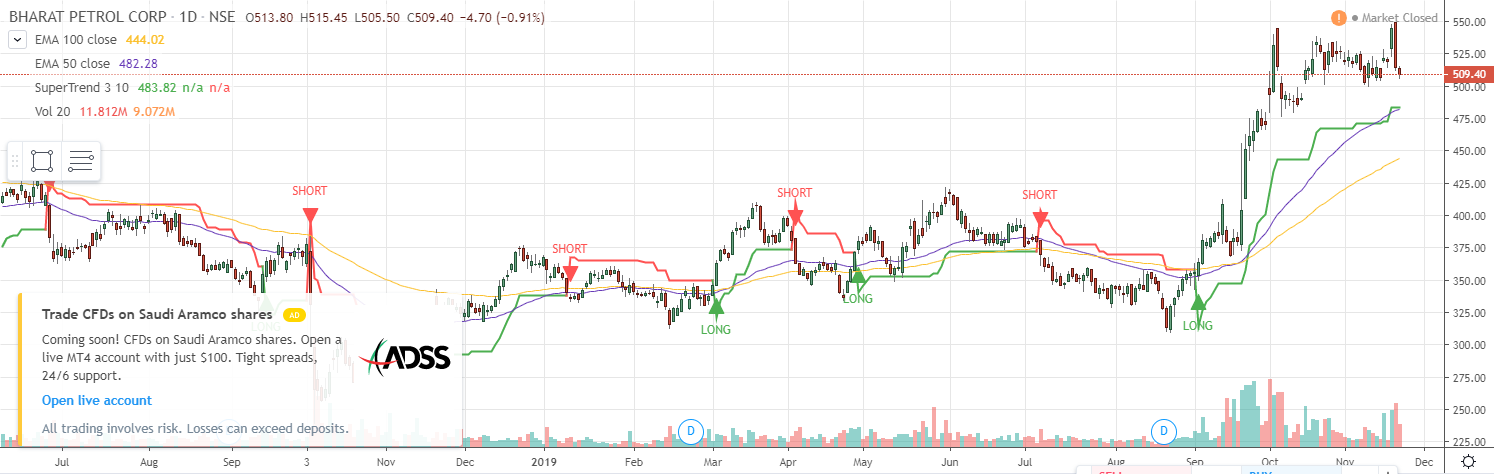 BHARAT PETROL CORP · 1D · NSE O513.80 H515.45 L505.50 C509.40 −4.70 (−0.91%)
! Market Closed
EMA 100 close 444.02
EMA 50 close 482.28
SuperTrend 3 10 483.82 n/a n/a
Vol 20 11.812M 9.072M
550.00
525.00
509.40
500.00
475.00
450.00
425.00
400.00
375.00
350.00
325.00
300.00
275.00
250.00
225.00
SHORT
SHORT
SHORT
SHORT
LONG
LONG
LONG
LONG
Trade CFDs on Saudi Aramco shares AD
Coming soon! CFDs on Saudi Aramco shares. Open a
live MT4 account with just $100. Tight spreads,
24/6 support.
Open live account
All trading involves risk. Losses can exceed deposits.
ADSS
D
D
Jul Aug Sep 3 Nov Dec 2019 Feb Mar Apr May Jun Jul Aug Sep Oct Nov Dec